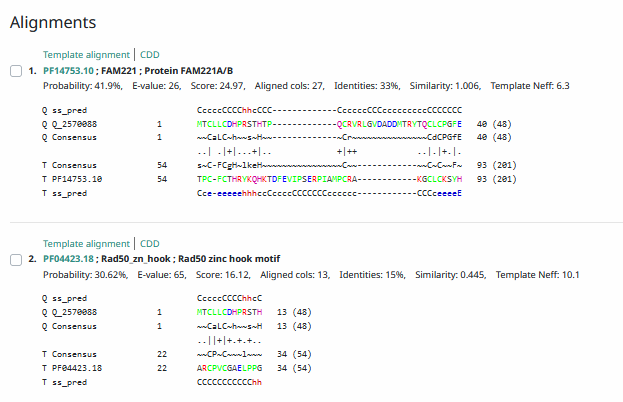 Alignments
Template alignment | CDD
1. PF14753.10 ; FAM221 ; Protein FAM221A/B
Probability: 41.9%, E-value: 26, Score: 24.97, Aligned cols: 27, Identities: 33%, Similarity: 1.006, Template Neff: 6.3
Q ss_pred CccccCCCChhcCCC-------------CccccCCCccccccccCCCCCCC
Q Q_2570088 1 MTCLLCDHPRSTHTP-------------QCRVRLGVDADDMTRYTQCLCPGFE 40 (48)
Q Consensus 1 ~~CaLC~h~~s~H~~-------------~Cr~~~~~~~~~~~~~~~CdCPGfE 40 (48)
..| .|+|...+|.. +|++ ..|.|+.|.
T Consensus 54 s~C-FCgH~lkeH~~~~~~~~~~~~~~~~~C~~------------~~C~C~~F~ 93 (201)
T PF14753.10 54 TPC-FCTHRYKQHKTDFEVIPSERPIAMPCRA------------KGCLCKSYH 93 (201)
T ss_pred Cce-eeeeehhhccCccccCCCCCCCcccccc------------CCCceeeeE
Template alignment | CDD
2. PF04423.18 ; Rad50_zn_hook ; Rad50 zinc hook motif
Probability: 30.62%, E-value: 65, Score: 16.12, Aligned cols: 13, Identities: 15%, Similarity: 0.445, Template Neff: 10.1
Q ss_pred CccccCCCChhcC
Q Q_2570088 1 MTCLLCDHPRSTH 13 (48)
Q Consensus 1 ~~CaLC~h~~s~H 13 (48)
..||+|+.+.+..
T Consensus 22 ~~CP~C~~~l~~~ 34 (54)
T PF04423.18 22 ARCPVCGAELPPG 34 (54)
T ss_pred CCCCCCCCCCChh